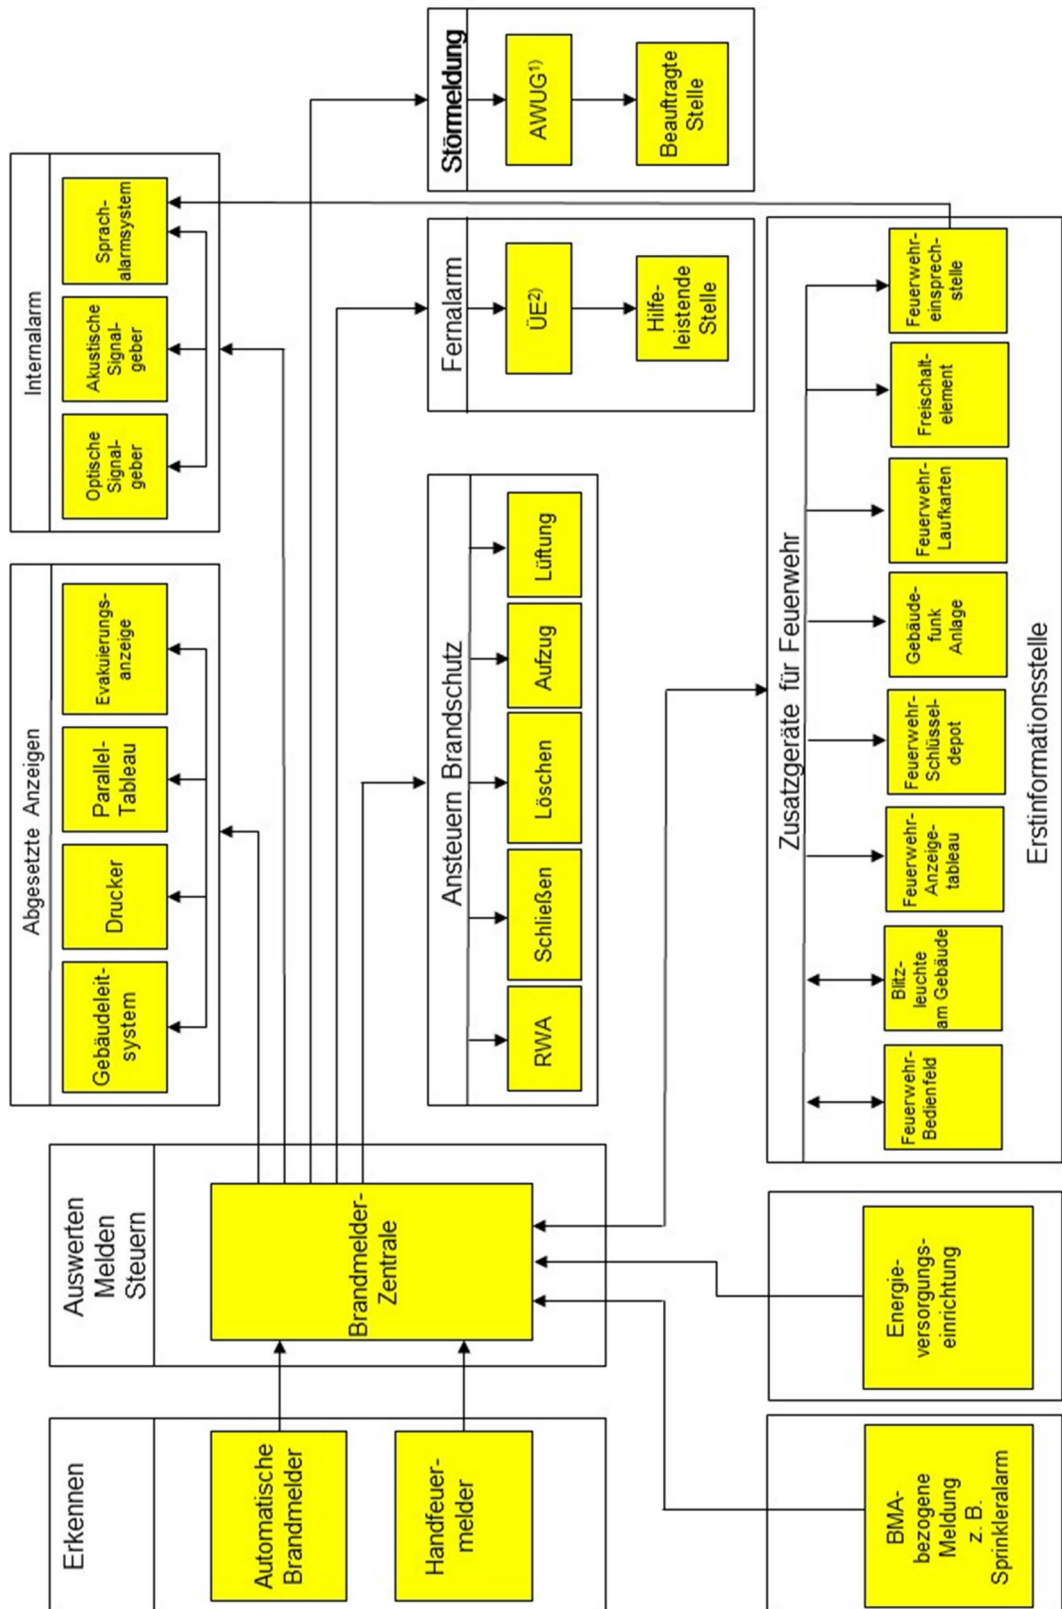 Erkennen
Automatische
Brandmelder
Handfeuer-
melder
BMA-
bezogene
Meldung
z. B.
Sprinkleralarm
Auswerten
Melden
Steuern
Brandmelder-
Zentrale
Energie-
versorgungs-
einrichtung
Abgesetzte Anzeigen
Gebäudeleit-
system
Drucker
Parallel-
Tableau
Evakuierungs-
anzeige
Internalarm
Optische
Signal-
geber
Akustische
Signal-
geber
Sprach-
alarmsystem
Ansteuern Brandschutz
RWA
Schließen
Löschen
Aufzug
Lüftung
Fernalarm
ÜE²⁾
Hilfe-
leistende
Stelle
Störmeldung
AWUG¹⁾
Beauftragte
Stelle
Zusatzgeräte für Feuerwehr
Feuerwehr-
Bedienfeld
Blitz-
leuchte
am Gebäude
Feuerwehr-
Anzeige-
tableau
Feuerwehr-
Schlüssel-
depot
Gebäude-
funk
Anlage
Feuerwehr-
Laufkarten
Freischalt-
element
Feuerwehr-
einsprech-
stelle
Erstinformationsstelle